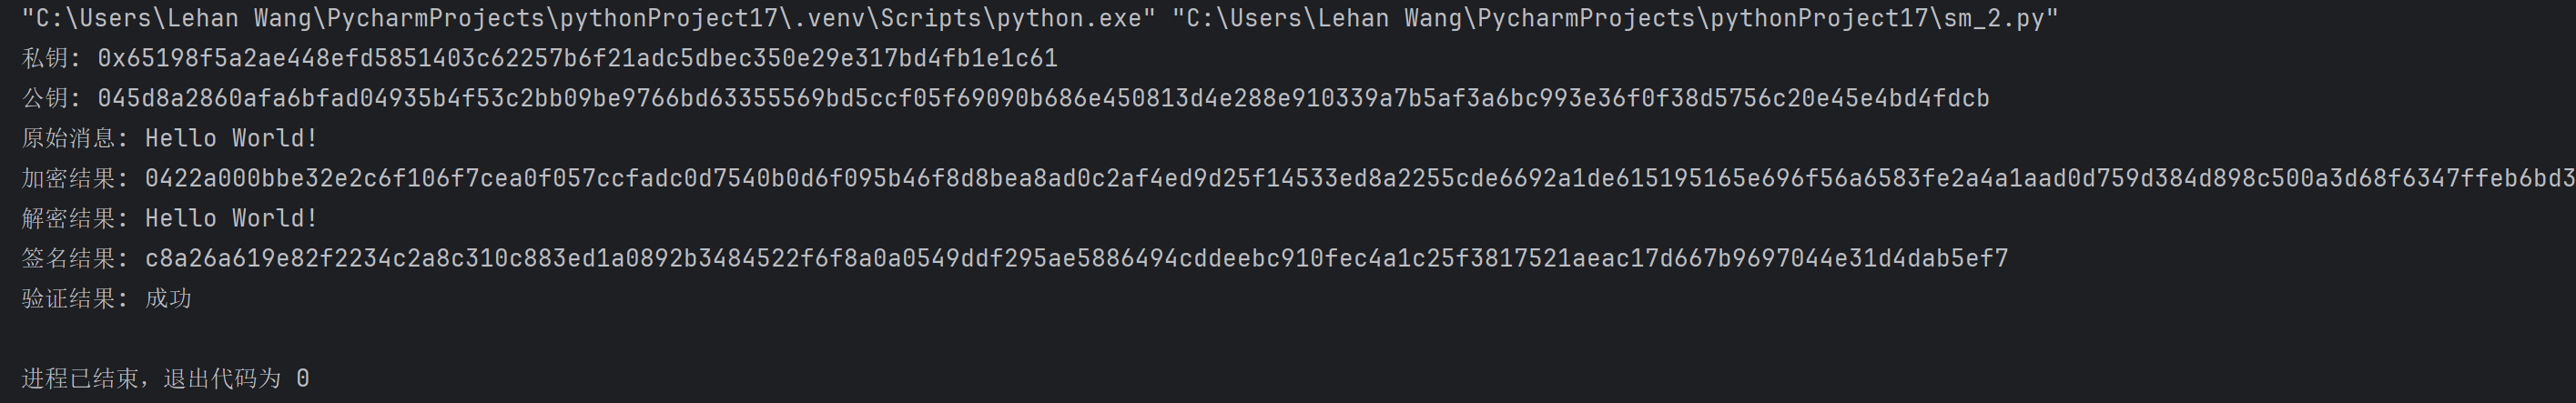 "C:\Users\Lehan Wang\PycharmProjects\pythonProject17\.venv\Scripts\python.exe" "C:\Users\Lehan Wang\PycharmProjects\pythonProject17\sm_2.py"
私钥: 0x65198f5a2ae448efd5851403c62257b6f21adc5dbec350e29e317bd4fb1e1c61
公钥: 045d8a2860afa6bfad04935b4f53c2bb09be9766bd63355569bd5ccf05f69090b686e450813d4e288e910339a7b5af3a6bc993e36f0f38d5756c20e45e4bd4fdcb
原始消息: Hello World!
加密结果: 0422a000bbe32e2c6f106f7cea0f057ccfadc0d7540b0d6f095b46f8d8bea8ad0c2af4ed9d25f14533ed8a2255cde6692a1de615195165e696f56a6583fe2a4a1aad0d759d384d898c500a3d68f6347ffeb6bd3
解密结果: Hello World!
签名结果: c8a26a619e82f2234c2a8c310c883ed1a0892b3484522f6f8a0a0549ddf295ae5886494cddeebc910fec4a1c25f3817521aeac17d667b9697044e31d4dab5ef7
验证结果: 成功
进程已结束，退出代码为 0